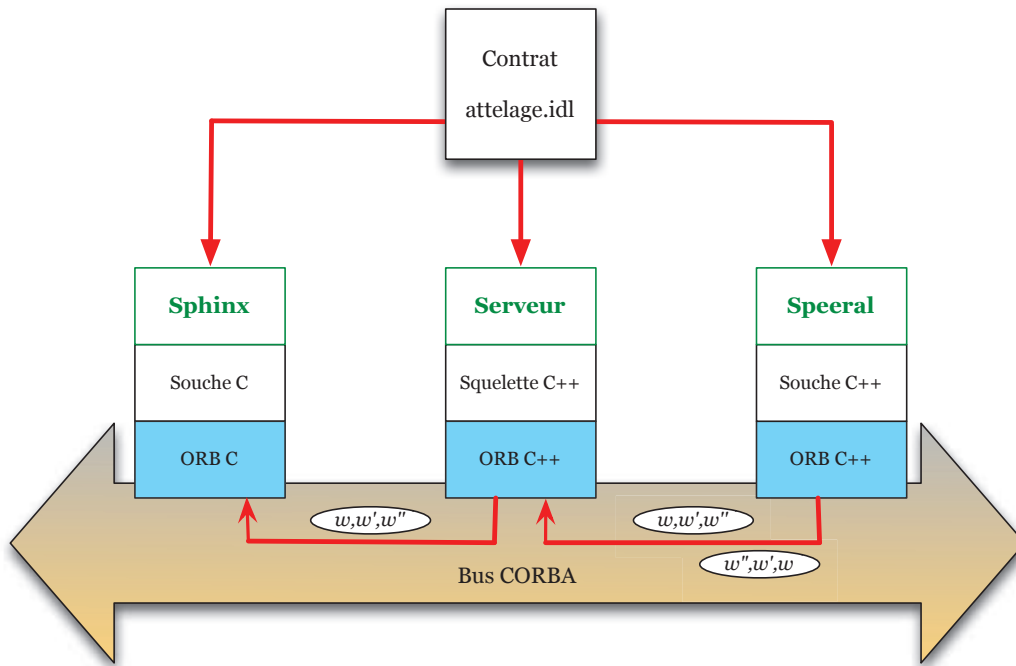 Contrat
attelage.idl
Sphinx
Serveur
Speeral
Souche C
Squelette C++
Souche C++
ORB C
ORB C++
ORB C++
w,w',w"
w,w',w"
w",w',w
Bus CORBA